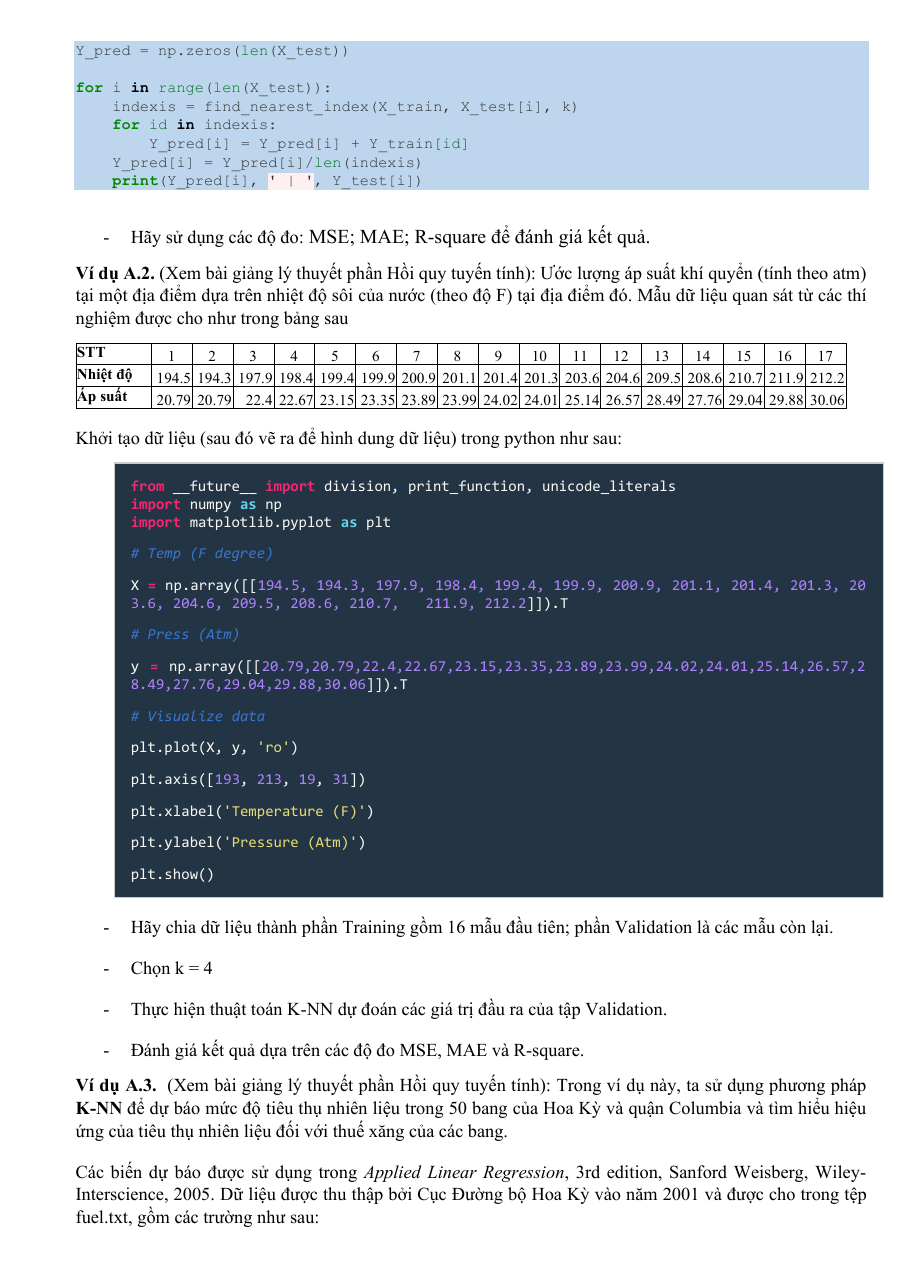 Y_pred = np.zeros(len(X_test))
for i in range(len(X_test)):
    indexis = find_nearest_index(X_train, X_test[i], k)
    for id in indexis:
        Y_pred[i] = Y_pred[i] + Y_train[id]
    Y_pred[i] = Y_pred[i]/len(indexis)
    print(Y_pred[i], ' | ', Y_test[i])
- Hãy sử dụng các độ đo: MSE; MAE; R-square để đánh giá kết quả.
Ví dụ A.2. (Xem bài giảng lý thuyết phần Hồi quy tuyến tính): Ước lượng áp suất khí quyển (tính theo atm)
tại một địa điểm dựa trên nhiệt độ sôi của nước (theo độ F) tại địa điểm đó. Mẫu dữ liệu quan sát từ các thí
nghiệm được cho như trong bảng sau
STT 1 2 3 4 5 6 7 8 9 10 11 12 13 14 15 16 17
Nhiệt độ 194.5 194.3 197.9 198.4 199.4 199.9 200.9 201.1 201.4 201.3 203.6 204.6 209.5 208.6 210.7 211.9 212.2
Áp suất 20.79 20.79 22.4 22.67 23.15 23.35 23.89 23.99 24.02 24.01 25.14 26.57 28.49 27.76 29.04 29.88 30.06
Khởi tạo dữ liệu (sau đó vẽ ra để hình dung dữ liệu) trong python như sau:
from __future__ import division, print_function, unicode_literals
import numpy as np
import matplotlib.pyplot as plt
# Temp (F degree)
X = np.array([[194.5, 194.3, 197.9, 198.4, 199.4, 199.9, 200.9, 201.1, 201.4, 201.3, 20
3.6, 204.6, 209.5, 208.6, 210.7,   211.9, 212.2]]).T
# Press (Atm)
y = np.array([[20.79,20.79,22.4,22.67,23.15,23.35,23.89,23.99,24.02,24.01,25.14,26.57,2
8.49,27.76,29.04,29.88,30.06]]).T
# Visualize data
plt.plot(X, y, 'ro')
plt.axis([193, 213, 19, 31])
plt.xlabel('Temperature (F)')
plt.ylabel('Pressure (Atm)')
plt.show()
- Hãy chia dữ liệu thành phần Training gồm 16 mẫu đầu tiên; phần Validation là các mẫu còn lại.
- Chọn k = 4
- Thực hiện thuật toán K-NN dự đoán các giá trị đầu ra của tập Validation.
- Đánh giá kết quả dựa trên các độ đo MSE, MAE và R-square.
Ví dụ A.3.  (Xem bài giảng lý thuyết phần Hồi quy tuyến tính): Trong ví dụ này, ta sử dụng phương pháp
K-NN để dự báo mức độ tiêu thụ nhiên liệu trong 50 bang của Hoa Kỳ và quận Columbia và tìm hiểu hiệu
ứng của tiêu thụ nhiên liệu đối với thuế xăng của các bang.
Các biến dự báo được sử dụng trong Applied Linear Regression, 3rd edition, Sanford Weisberg, Wiley-
Interscience, 2005. Dữ liệu được thu thập bởi Cục Đường bộ Hoa Kỳ vào năm 2001 và được cho trong tệp
fuel.txt, gồm các trường như sau: